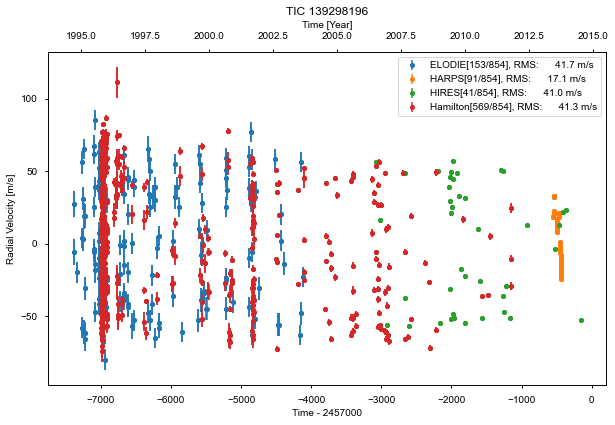 TIC 139298196
Time [Year]
1995.0 1997.5 2000.0 2002.5 2005.0 2007.5 2010.0 2012.5 2015.0
ELODIE[153/854], RMS: 41.7 m/s
HARPS[91/854], RMS: 17.1 m/s
HIRES[41/854], RMS: 41.0 m/s
Hamilton[569/854], RMS: 41.3 m/s
100
50
0
−50
Radial Velocity [m/s]
−7000 −6000 −5000 −4000 −3000 −2000 −1000 0
Time - 2457000